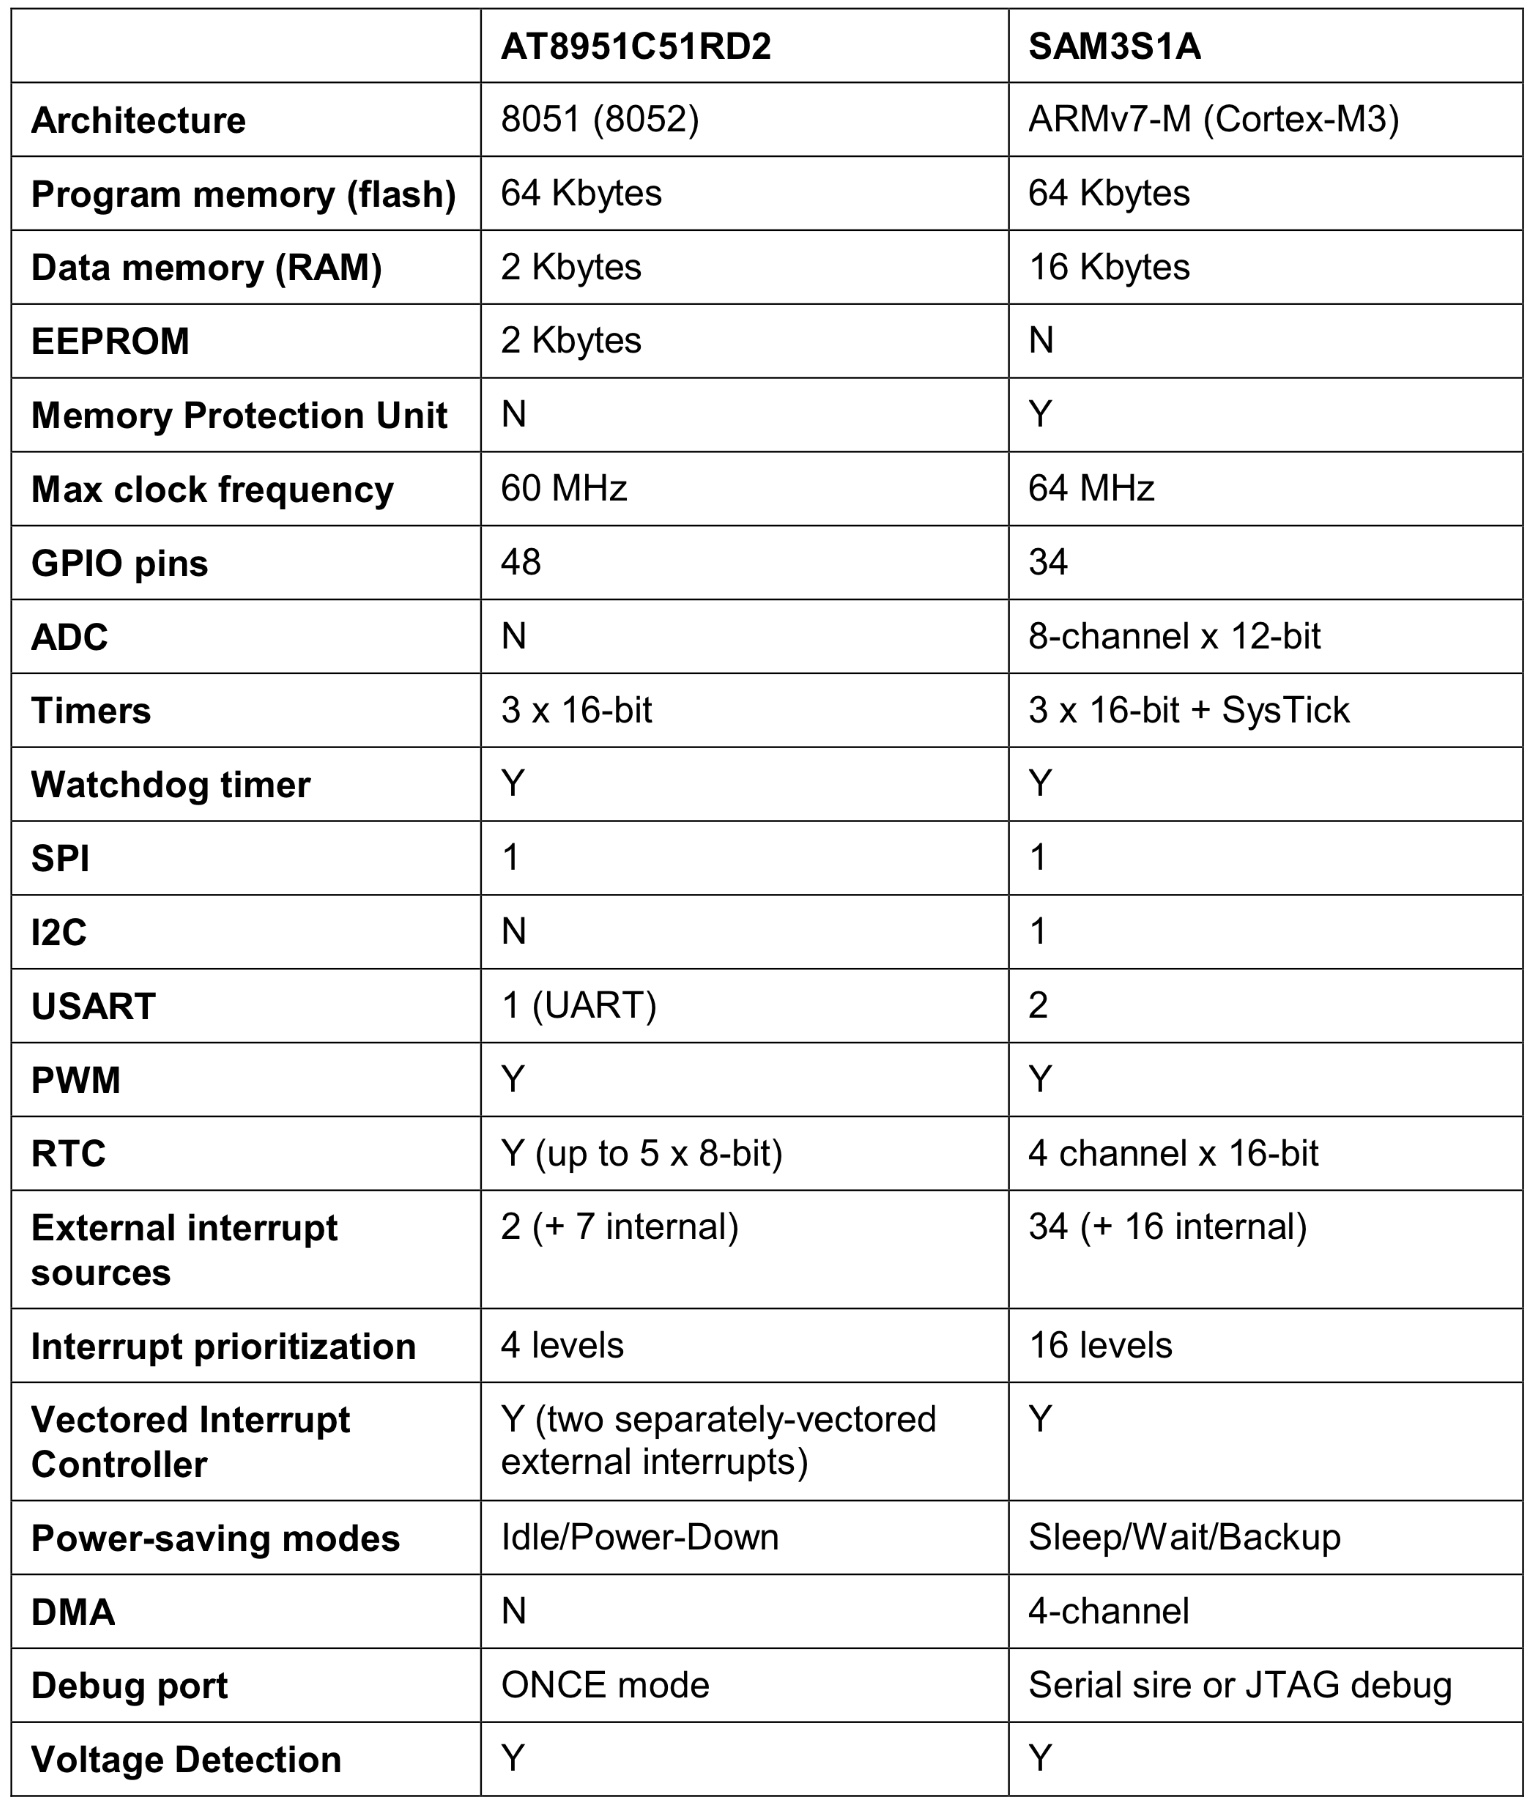 AT8951C51RD2 SAM3S1A
Architecture 8051 (8052) ARMv7-M (Cortex-M3)
Program memory (flash) 64 Kbytes 64 Kbytes
Data memory (RAM) 2 Kbytes 16 Kbytes
EEPROM 2 Kbytes N
Memory Protection Unit N Y
Max clock frequency 60 MHz 64 MHz
GPIO pins 48 34
ADC N 8-channel x 12-bit
Timers 3 x 16-bit 3 x 16-bit + SysTick
Watchdog timer Y Y
SPI 1 1
I2C N 1
USART 1 (UART) 2
PWM Y Y
RTC Y (up to 5 x 8-bit) 4 channel x 16-bit
External interrupt 2 (+ 7 internal) 34 (+ 16 internal)
sources
Interrupt prioritization 4 levels 16 levels
Vectored Interrupt Y (two separately-vectored Y
Controller external interrupts)
Power-saving modes Idle/Power-Down Sleep/Wait/Backup
DMA N 4-channel
Debug port ONCE mode Serial sire or JTAG debug
Voltage Detection Y Y